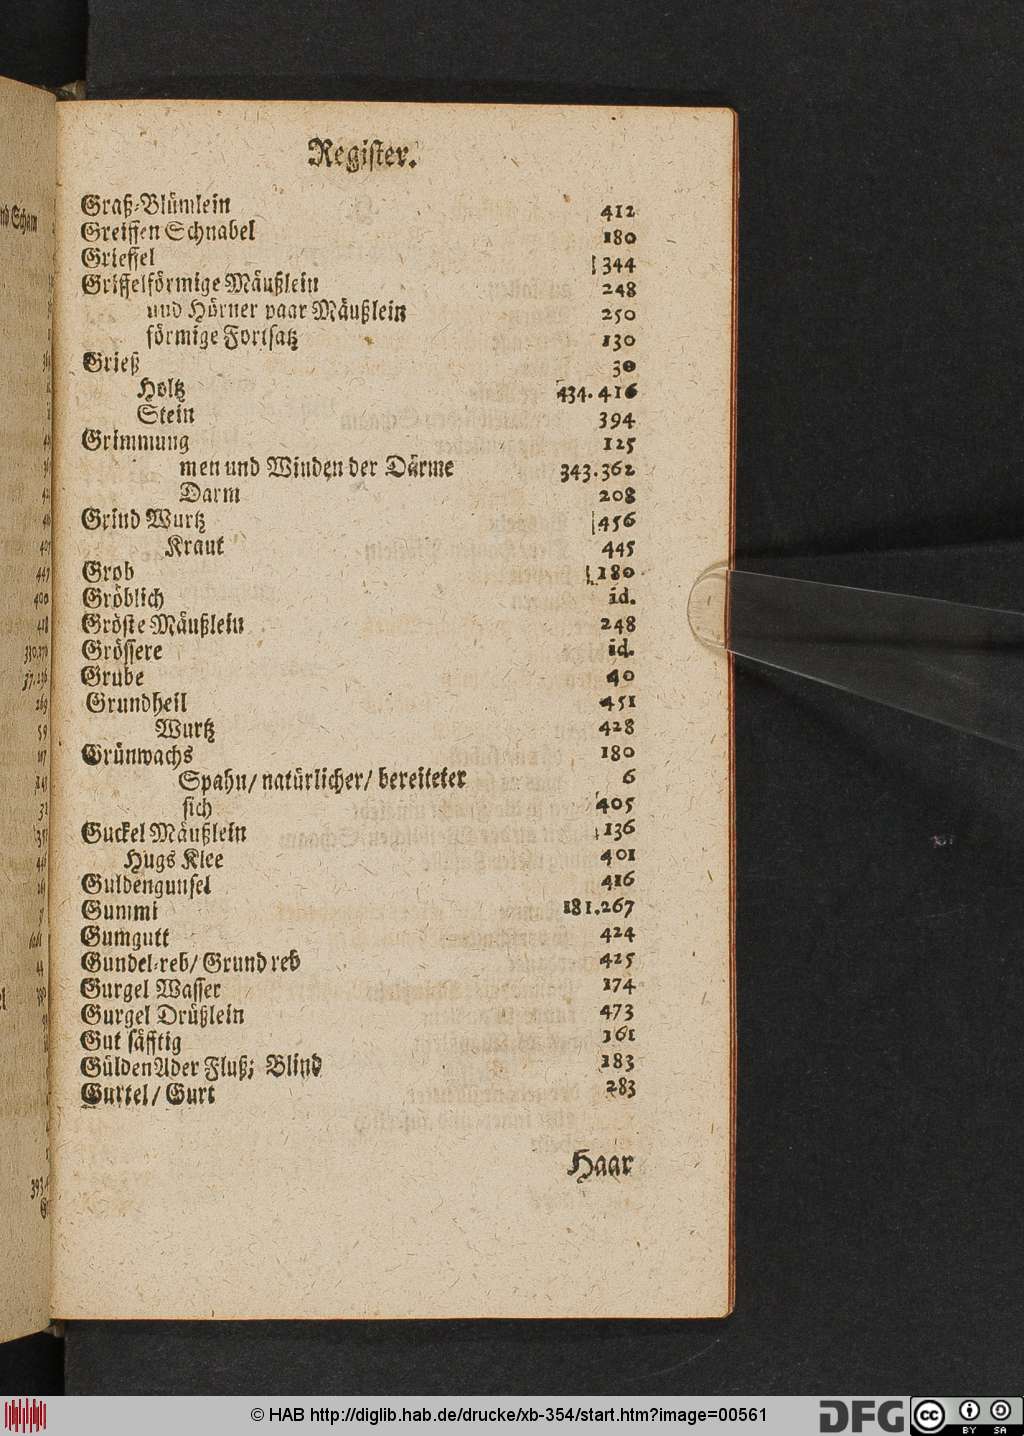 Register.
Graß-Blümlein 412
Greiffen Schnabel 180
Grieffel 344
Griffelförmige Mäußlein 248
und Hörner paar Mäußlein 250
förmige Fortsatz 130
Grieß 30
Holtz 434.416
Stein 394
Grimmung 125
men und Winden der Därme 343.362
Darm 208
Grind Wurtz 456
Kraut 445
Grob 180
Gröblich id.
Gröste Mäußlein 248
Grössere id.
Grube 40
Grundheil 451
Wurtz 428
Grünwachs 180
Spahn/ natürlicher/ bereiteter 6
sich 405
Guckel Mäußlein 136
Hugs Klee 401
Guldengunsel 416
Gummi 181.267
Gumgutt 424
Gundel-reb/ Grund reb 425
Gurgel Wasser 174
Gurgel Drüßlein 473
Gut säfftig 361
Gülden Ader Fluß; Blind 183
Gurtel/ Gurt 283
Haar
© HAB http://diglib.hab.de/drucke/xb-354/start.htm?image=00561
DFG
cc BY SA